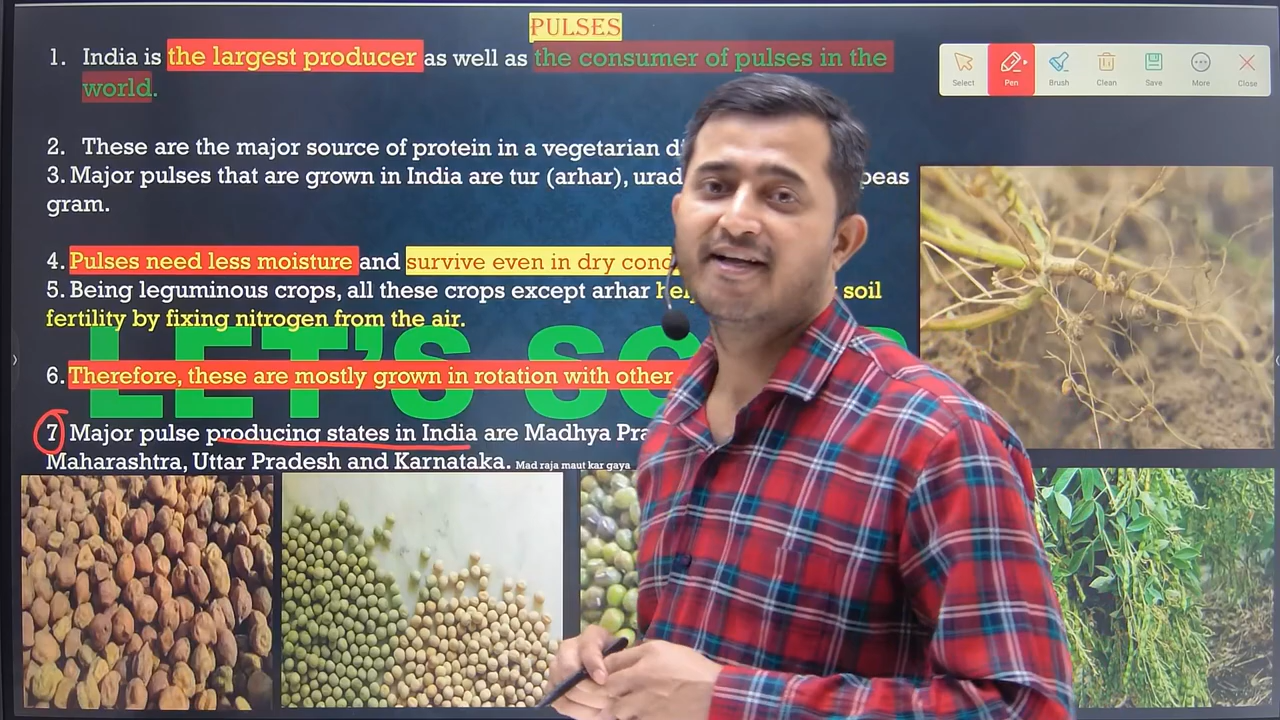 PULSES
1. India is the largest producer as well as the consumer of pulses in the
world.
Select Pen Brush Clean Save More Close
2. These are the major source of protein in a vegetarian
3. Major pulses that are grown in India are tur (arhar), urad peas
gram.
4. Pulses need less moisture and survive even in dry
5. Being leguminous crops, all these crops except arhar soil
fertility by fixing nitrogen from the air.
LET'S
6. Therefore, these are mostly grown in rotation with other
7 Major pulse producing states in India are Madhya
Maharashtra, Uttar Pradesh and Karnataka. Mad raja maut kar gaya